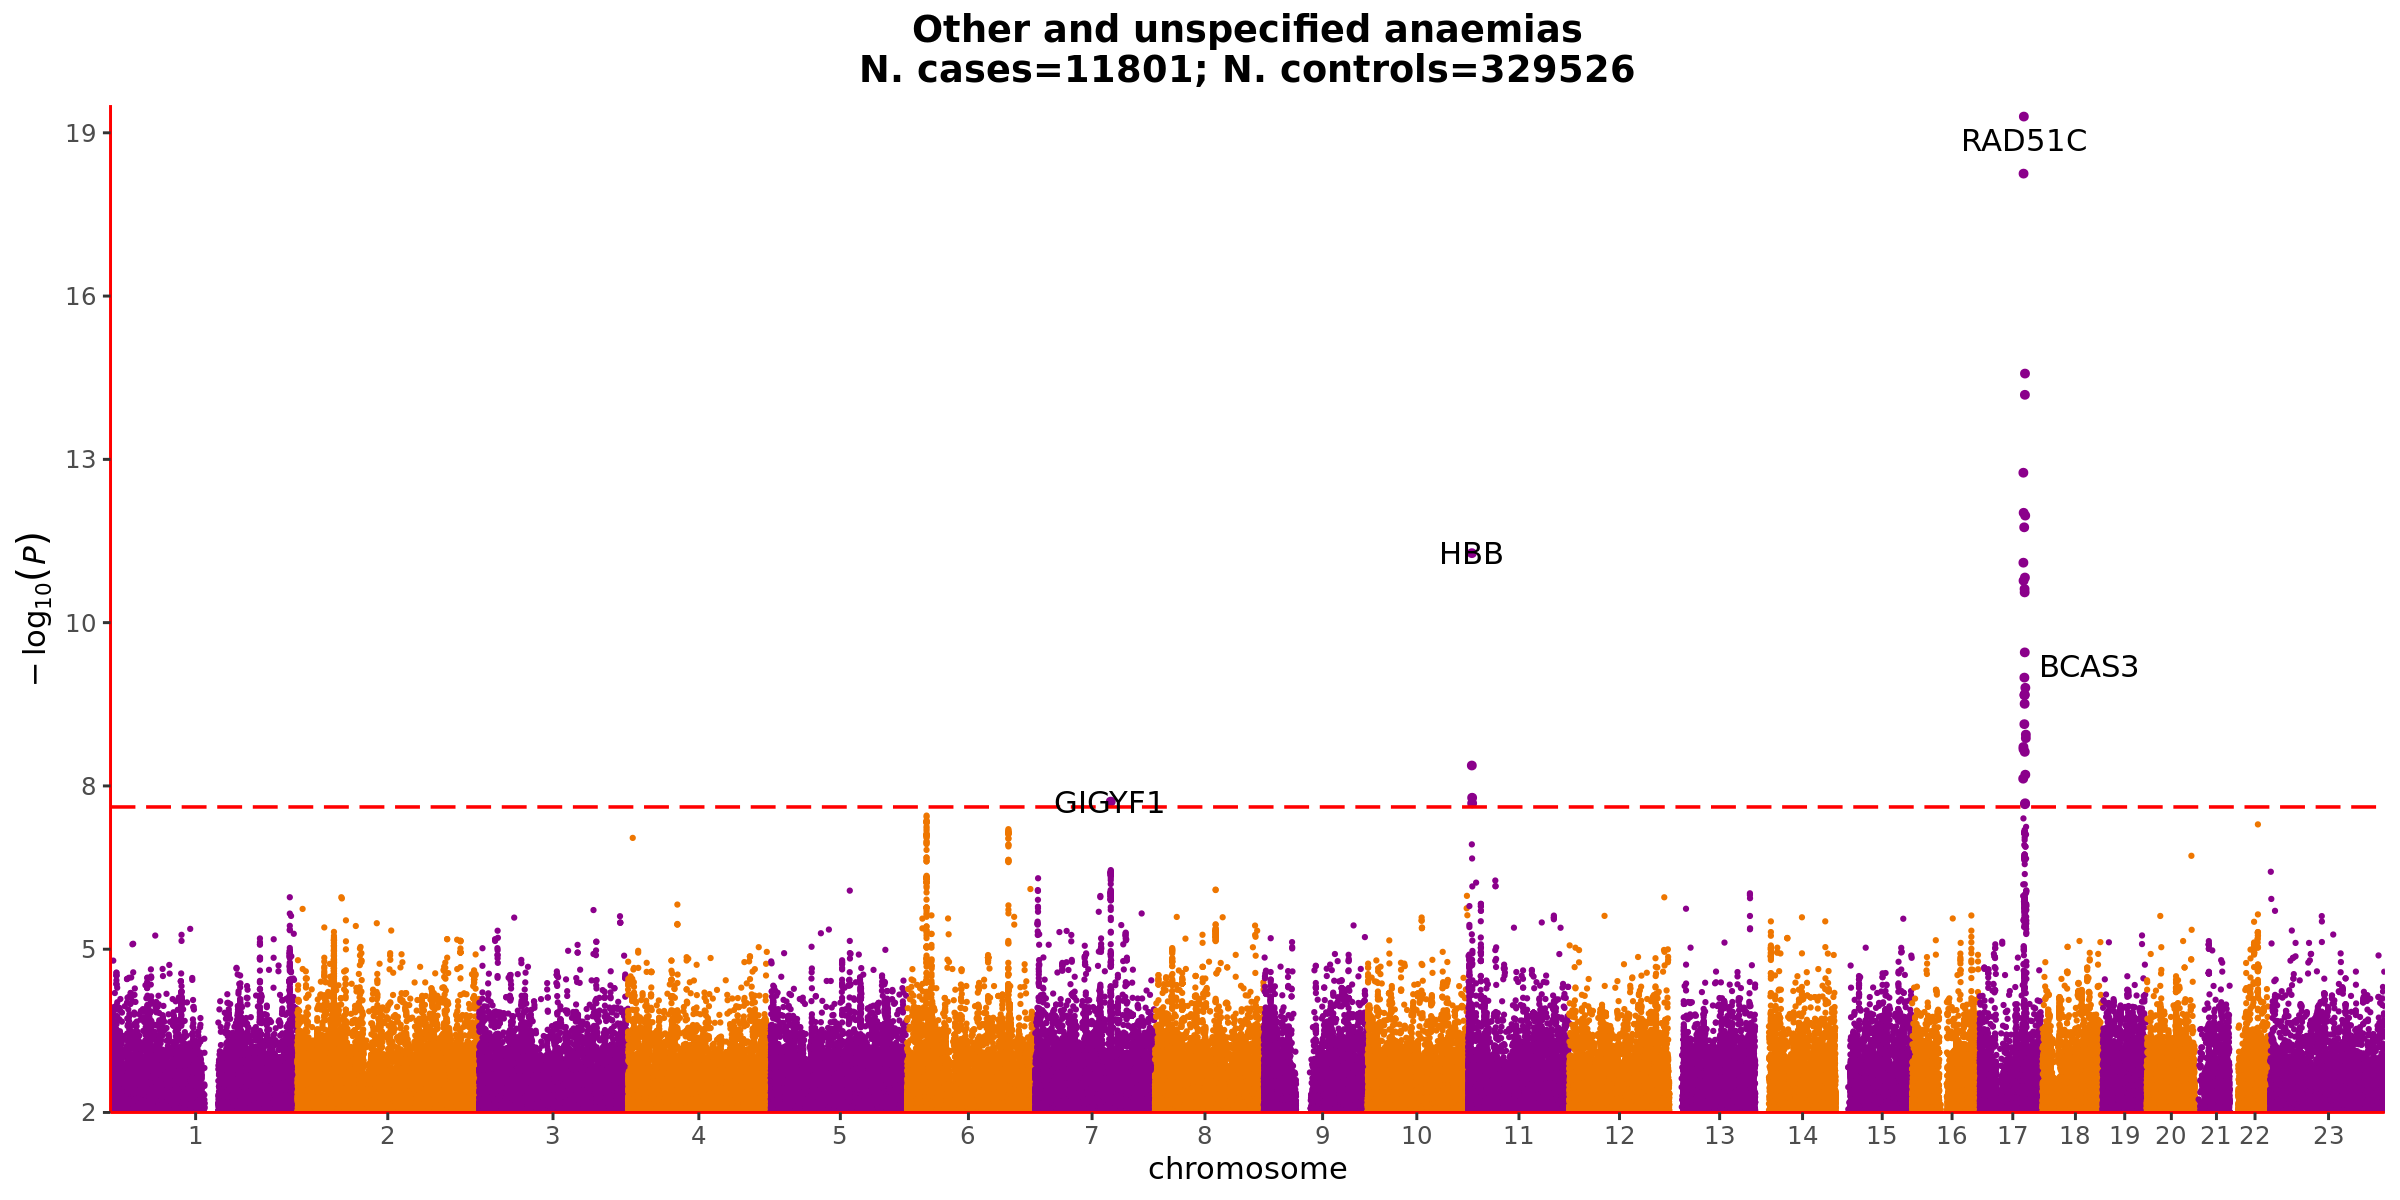 Other and unspecified anaemias
N. cases=11801; N. controls=329526
19
16
13
10
8
5
2
−log10(P)
RAD51C
HBB
BCAS3
GIGYF1
1 2 3 4 5 6 7 8 9 10 11 12 13 14 15 16 17 18 19 20 21 22 23
chromosome